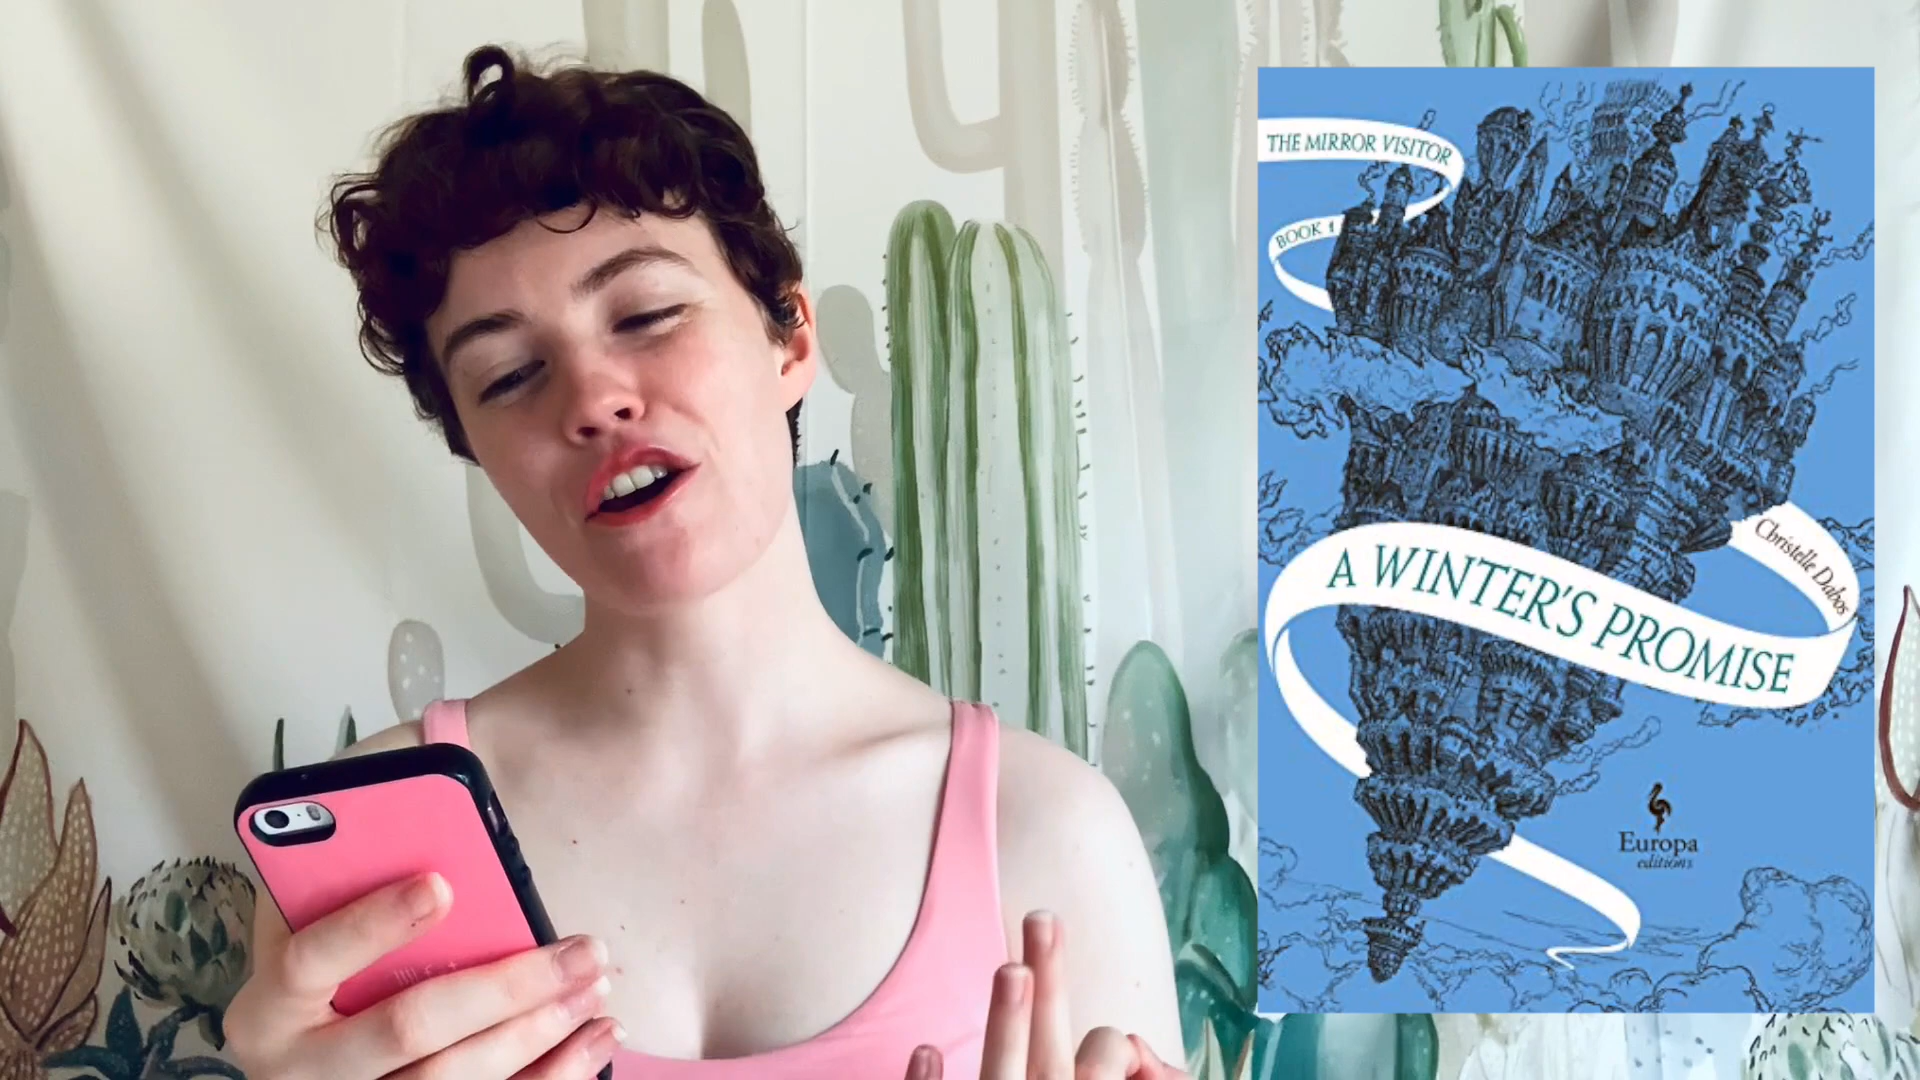 THE MIRROR VISITOR
BOOK 1
Christelle Dabos
A WINTER'S PROMISE
Europa
editions